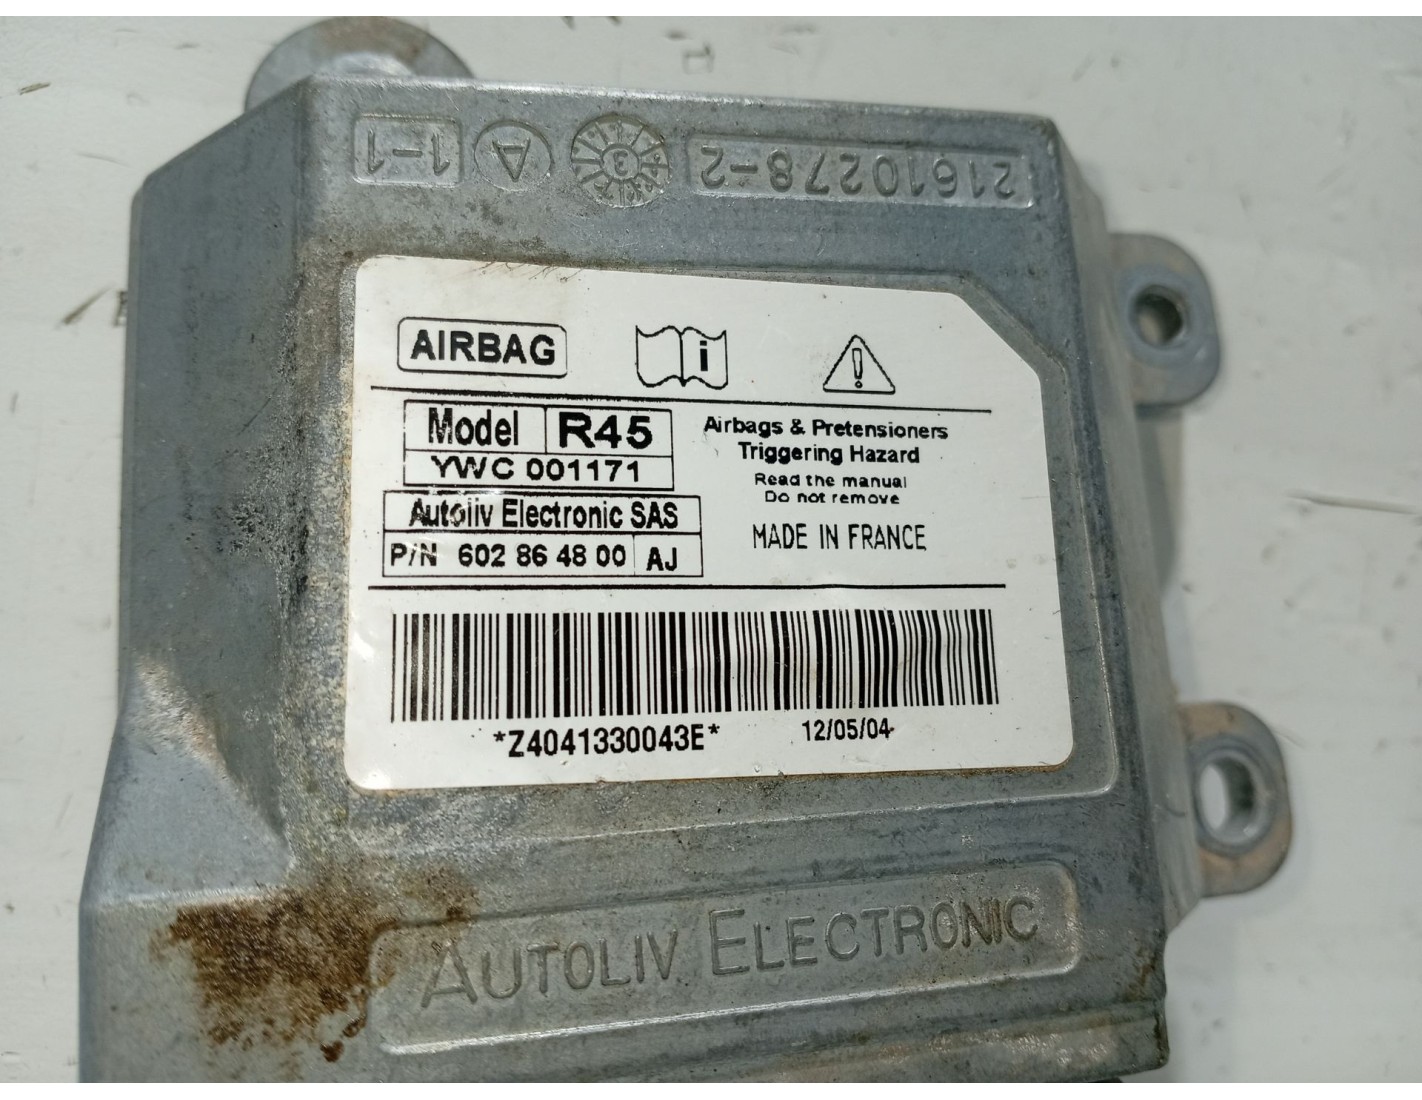 1-1 A 3 21610278-2
AIRBAG
i
!
Model R45
YWC 001171
Autoliv Electronic SAS
P/N 602 86 48 00 AJ
Airbags & Pretensioners
Triggering Hazard
Read the manual
Do not remove
MADE IN FRANCE
*Z4041330043E* 12/05/04
AUTOLIV ELECTRONIC